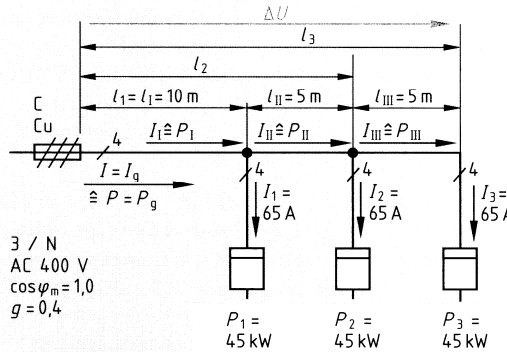 ΔU
l₃
l₂
l₁ = lI = 10 m
lII = 5 m
lIII = 5 m
C
Cu
4
II ≙ PI
III ≙ PII
IIII ≙ PIII
I = Ig
≙ P = Pg
4
I₁ =
65 A
4
I₂ =
65 A
4
I₃ =
65 A
3 / N
AC 400 V
cosφm = 1,0
g = 0,4
P₁ =
45 kW
P₂ =
45 kW
P₃ =
45 kW